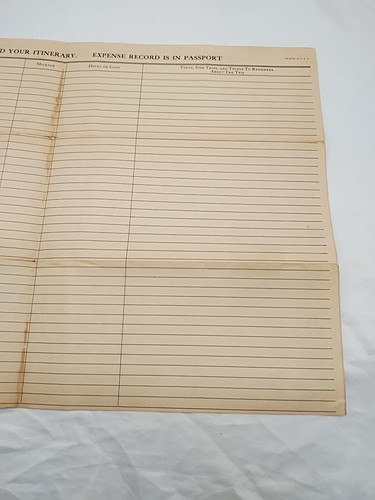 D YOUR ITINERARY. EXPENSE RECORD IS IN PASSPORT
MILEAGE
HOTEL OR CAMP
VISITS, SIDE TRIPS, AND THINGS TO REMEMBER
ABOUT THE TRIP